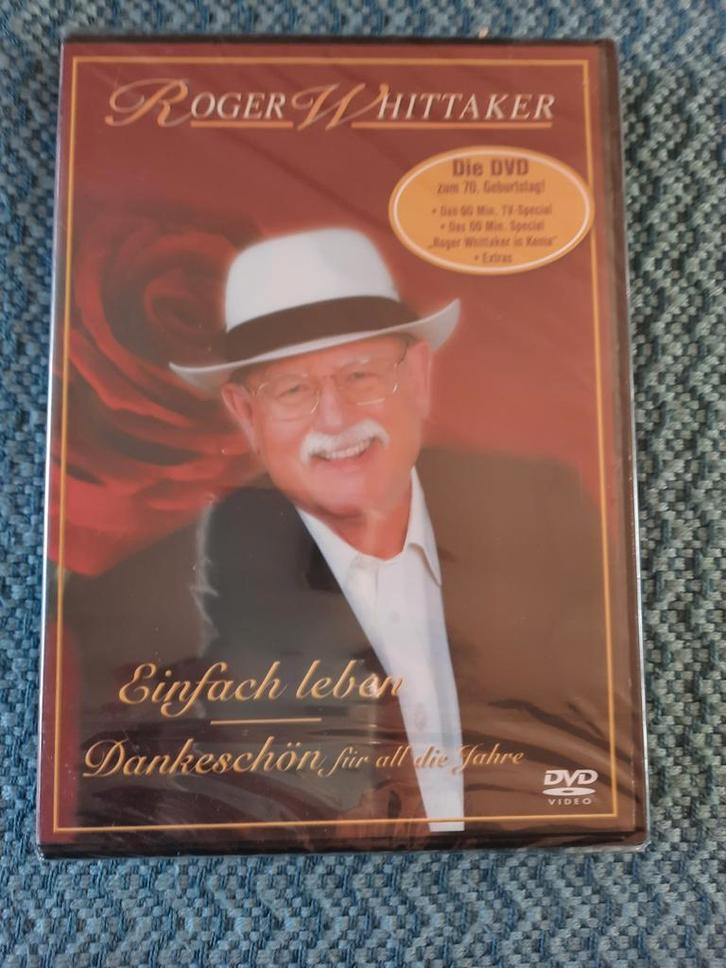 ROGER WHITTAKER
Die DVD
zum 70. Geburtstag!
• Das 60 Min. TV-Special
• Das 60 Min. Special
„Roger Whittaker in Kenia"
• Extras
Einfach leben
Dankeschön für all die Jahre
DVD
VIDEO